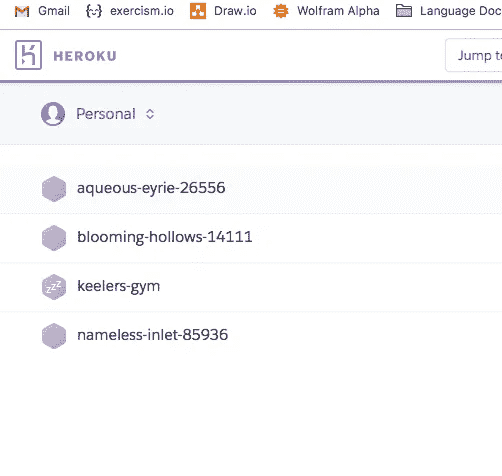 Gmail {} exercism.io Draw.io Wolfram Alpha Language Doc
HEROKU Jump t
Personal
aqueous-eyrie-26556
blooming-hollows-14111
zzz keelers-gym
nameless-inlet-85936